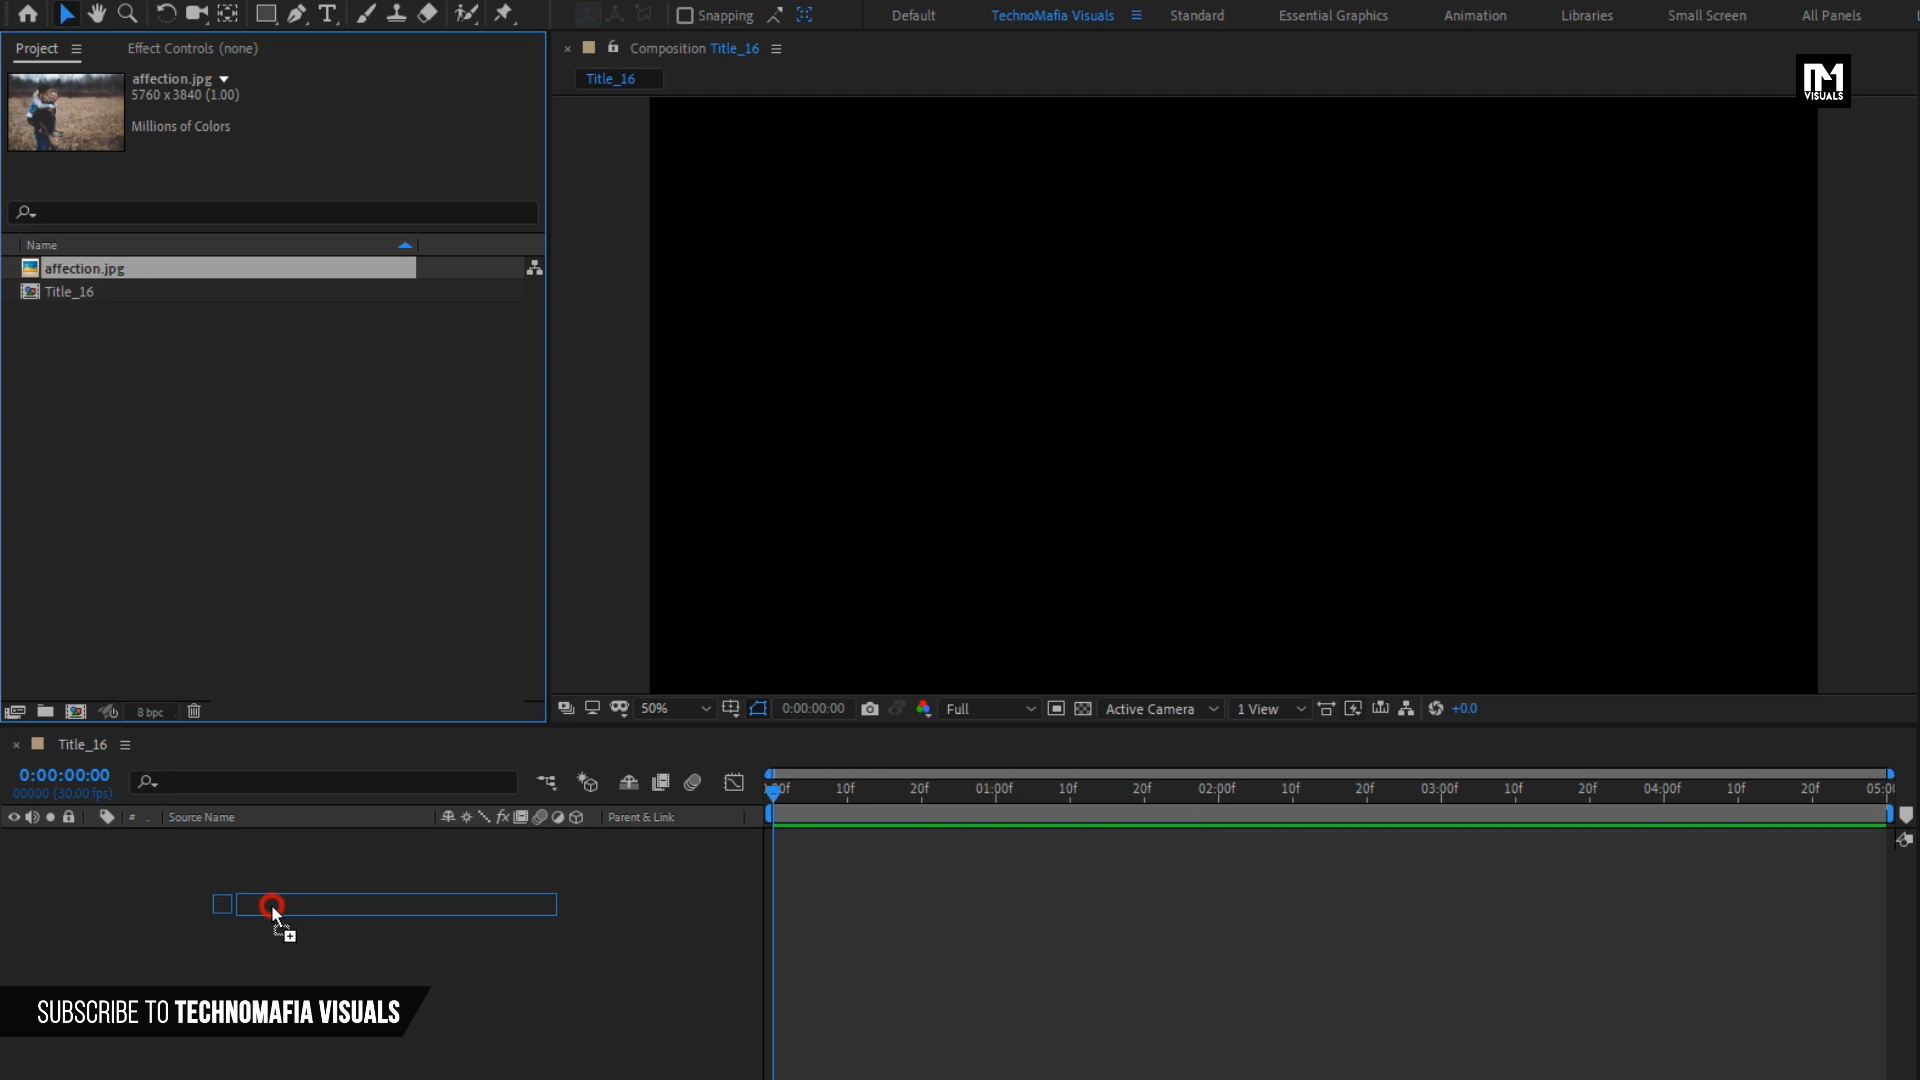 Snapping
Default
TechnoMafia Visuals
Standard
Essential Graphics
Animation
Libraries
Small Screen
All Panels
Project
Effect Controls (none)
Composition Title_16
affection.jpg
5760 x 3840 (1.00)
Millions of Colors
Title_16
VISUALS
Name
affection.jpg
Title_16
8 bpc
50%
0:00:00:00
Full
Active Camera
1 View
+0.0
Title_16
0:00:00:00
00000 (30.00 fps)
10f 20f 01:00f 10f 20f 02:00f 10f 20f 03:00f 10f 20f 04:00f 10f 20f
# Source Name
Parent & Link
SUBSCRIBE TO TECHNOMAFIA VISUALS